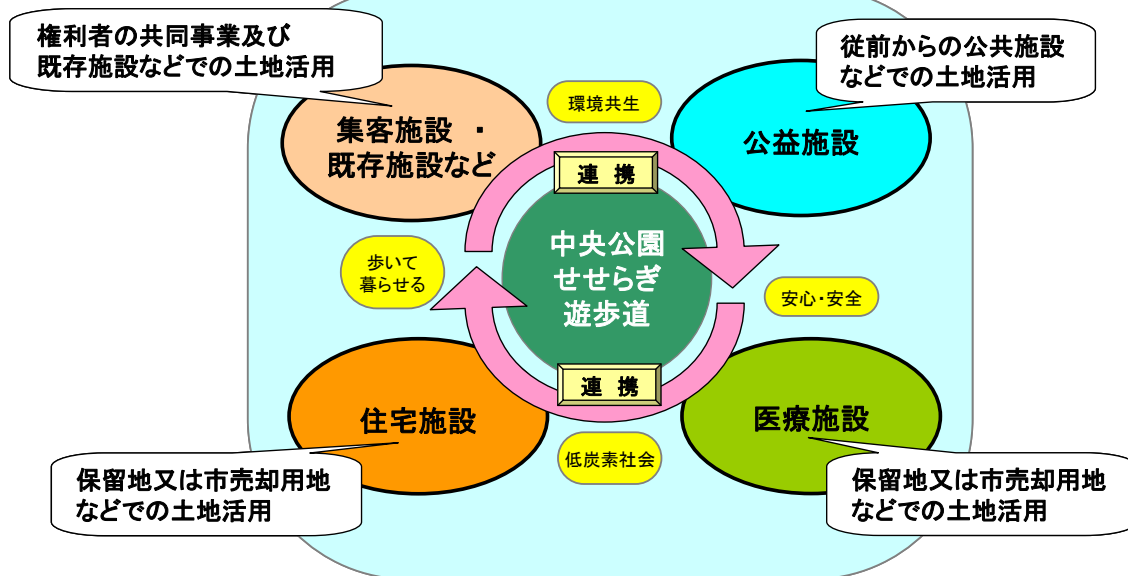 権利者の共同事業及び
既存施設などでの土地活用
従前からの公共施設
などでの土地活用
環境共生
集客施設 ・
既存施設など
公益施設
連 携
中央公園
せせらぎ
遊歩道
歩いて
暮らせる
安心・安全
連 携
住宅施設
医療施設
低炭素社会
保留地又は市売却用地
などでの土地活用
保留地又は市売却用地
などでの土地活用